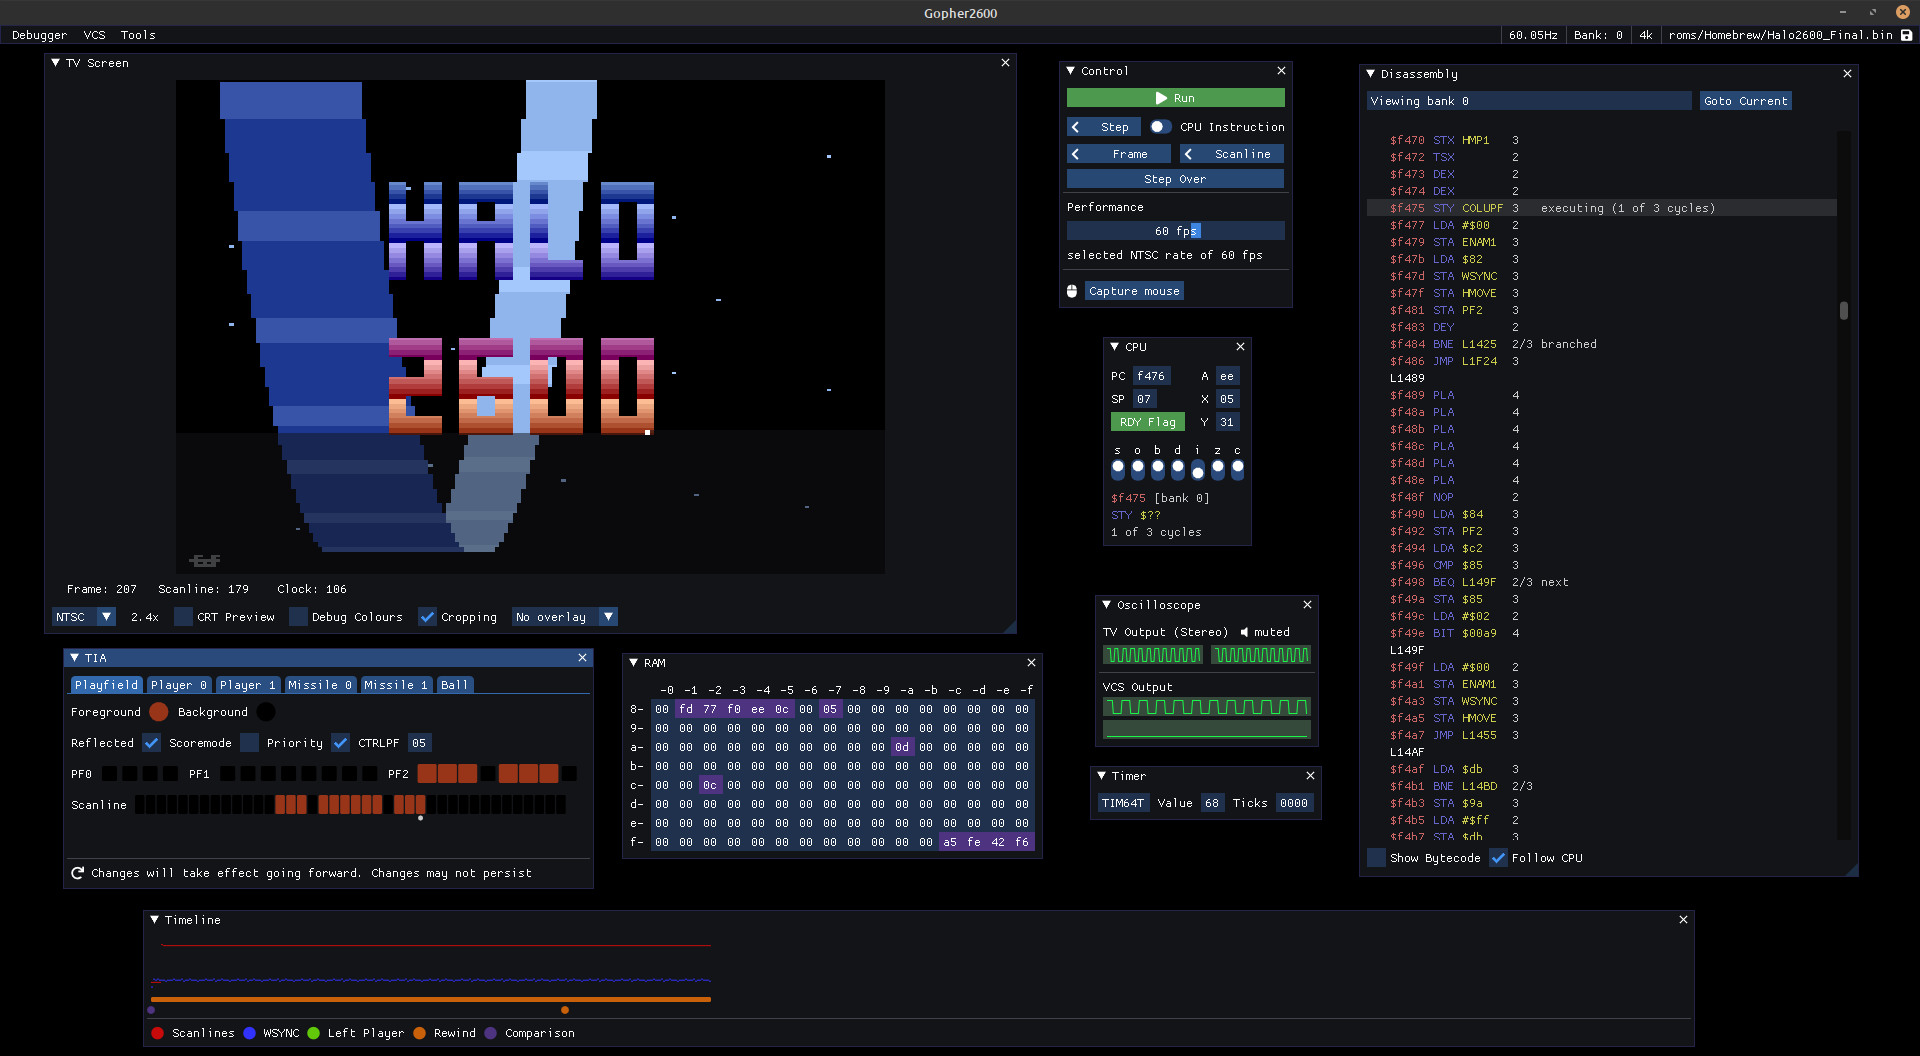 Gopher2600
Debugger VCS Tools
60.05Hz Bank: 0 4k roms/Homebrew/Halo2600_Final.bin
TV Screen
HALO
2600
Frame: 207 Scanline: 179 Clock: 106
NTSC 2.4x CRT Preview Debug Colours Cropping No overlay
Control
Run
Step CPU Instruction
Frame Scanline
Step Over
Performance
60 fps
selected NTSC rate of 60 fps
Capture mouse
CPU
PC f476 A ee
SP 07 X 05
RDY Flag Y 31
s o b d i z c
$f475 [bank 0]
STY $??
1 of 3 cycles
Oscilloscope
TV Output (Stereo) muted
VCS Output
Timer
TIM64T Value 68 Ticks 0000
Disassembly
Viewing bank 0 Goto Current
$f470 STX HMP1 3
$f472 TSX 2
$f473 DEX 2
$f474 DEX 2
$f475 STY COLUPF 3 executing (1 of 3 cycles)
$f477 LDA #$00 2
$f479 STA ENAM1 3
$f47b LDA $82 3
$f47d STA WSYNC 3
$f47f STA HMOVE 3
$f481 STA PF2 3
$f483 DEY 2
$f484 BNE L1425 2/3 branched
$f486 JMP L1F24 3
L1489
$f489 PLA 4
$f48a PLA 4
$f48b PLA 4
$f48c PLA 4
$f48d PLA 4
$f48e PLA 4
$f48f NOP 2
$f490 LDA $84 3
$f492 STA PF2 3
$f494 LDA $c2 3
$f496 CMP $85 3
$f498 BEQ L149F 2/3 next
$f49a STA $85 3
$f49c LDA #$02 2
$f49e BIT $00a9 4
L149F
$f49f LDA #$00 2
$f4a1 STA ENAM1 3
$f4a3 STA WSYNC 3
$f4a5 STA HMOVE 3
$f4a7 JMP L1455 3
L14AF
$f4af LDA $db 3
$f4b1 BNE L14BD 2/3
$f4b3 STA $9a 3
$f4b5 LDA #$ff 2
$f4b7 STA $db 3
Show Bytecode Follow CPU
TIA
Playfield Player 0 Player 1 Missile 0 Missile 1 Ball
Foreground Background
Reflected Scoremode Priority CTRLPF 05
PF0 PF1 PF2
Scanline
Changes will take effect going forward. Changes may not persist
RAM
-0 -1 -2 -3 -4 -5 -6 -7 -8 -9 -a -b -c -d -e -f
8- 00 fd 77 f0 ee 0c 00 05 00 00 00 00 00 00 00 00
9- 00 00 00 00 00 00 00 00 00 00 00 00 00 00 00 00
a- 00 00 00 00 00 00 00 00 00 00 0d 00 00 00 00 00
b- 00 00 00 00 00 00 00 00 00 00 00 00 00 00 00 00
c- 00 00 0c 00 00 00 00 00 00 00 00 00 00 00 00 00
d- 00 00 00 00 00 00 00 00 00 00 00 00 00 00 00 00
e- 00 00 00 00 00 00 00 00 00 00 00 00 00 00 00 00
f- 00 00 00 00 00 00 00 00 00 00 00 00 a5 fe 42 f6
Timeline
Scanlines WSYNC Left Player Rewind Comparison